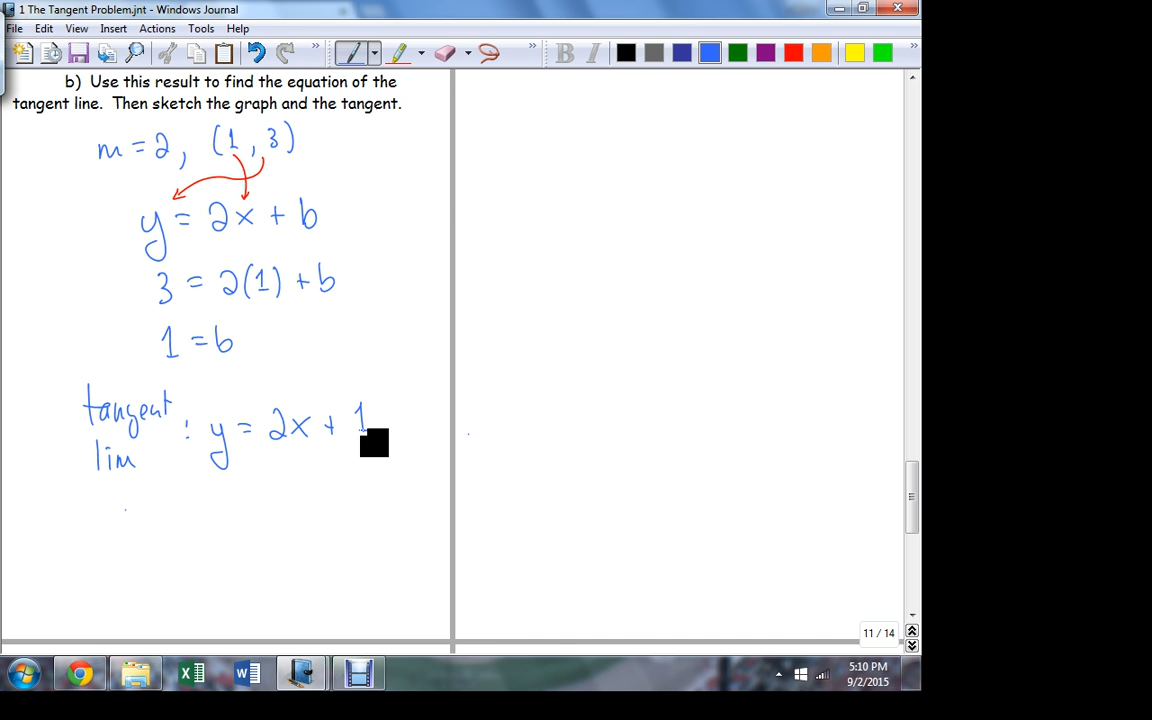 1 The Tangent Problem.jnt - Windows Journal
File Edit View Insert Actions Tools Help
» » B I »
b) Use this result to find the equation of the
tangent line. Then sketch the graph and the tangent.
m = 2, (1, 3)
y = 2x + b
3 = 2(1) + b
1 = b
tangent
lim
: y = 2x + 1
11 / 14
5:10 PM
9/2/2015